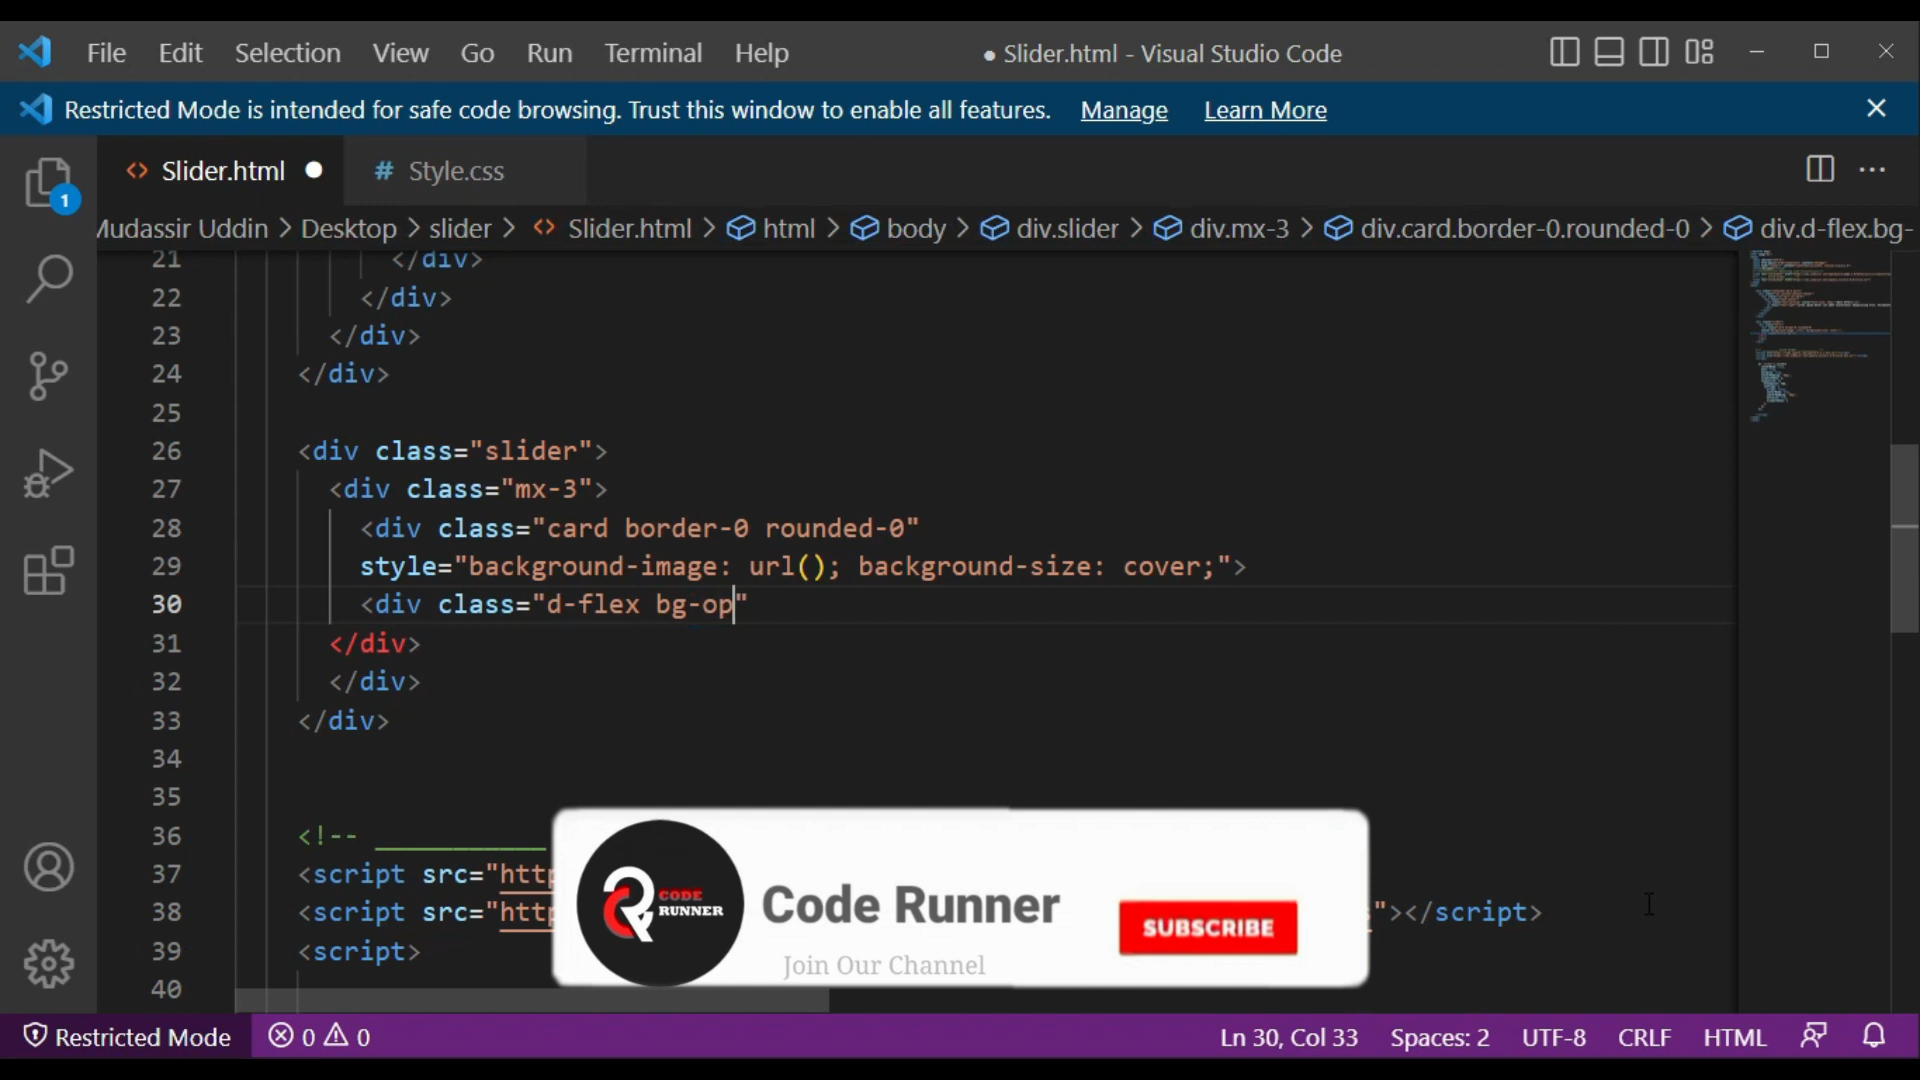 File Edit Selection View Go Run Terminal Help ● Slider.html - Visual Studio Code
Restricted Mode is intended for safe code browsing. Trust this window to enable all features. Manage Learn More
<> Slider.html ● # Style.css
1
Mudassir Uddin > Desktop > slider > <> Slider.html > html > body > div.slider > div.mx-3 > div.card.border-0.rounded-0 > div.d-flex.bg-
21 </div>
22 </div>
23 </div>
24 </div>
25
26 <div class="slider">
27 <div class="mx-3">
28 <div class="card border-0 rounded-0"
29 style="background-image: url(); background-size: cover;">
30 <div class="d-flex bg-op"
31 </div>
32 </div>
33 </div>
34
35
36 <!-- ___________
37 <script src="http
38 <script src="http "></script>
39 <script>
40
CODE RUNNER
Code Runner
Join Our Channel
SUBSCRIBE
Restricted Mode 0 0 Ln 30, Col 33 Spaces: 2 UTF-8 CRLF HTML